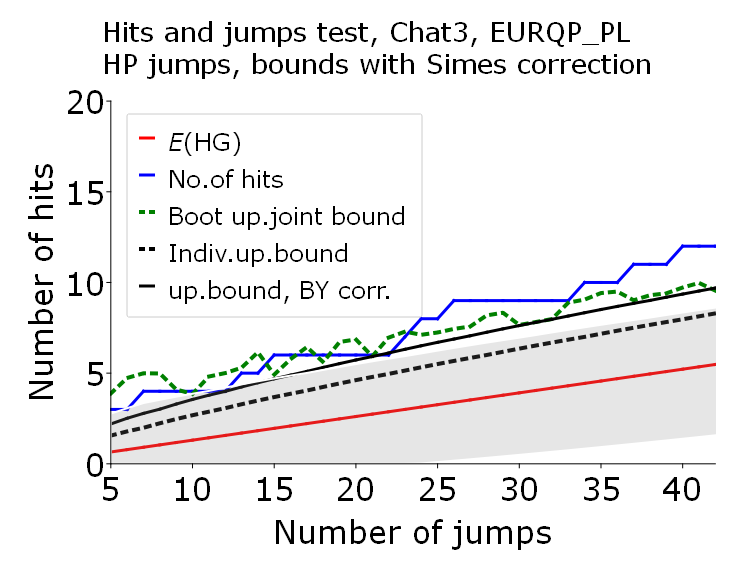 Hits and jumps test, Chat3, EURQP_PL
HP jumps, bounds with Simes correction
Number of hits
20
15
10
5
0
E(HG)
No.of hits
Boot up.joint bound
Indiv.up.bound
up.bound, BY corr.
5 10 15 20 25 30 35 40
Number of jumps